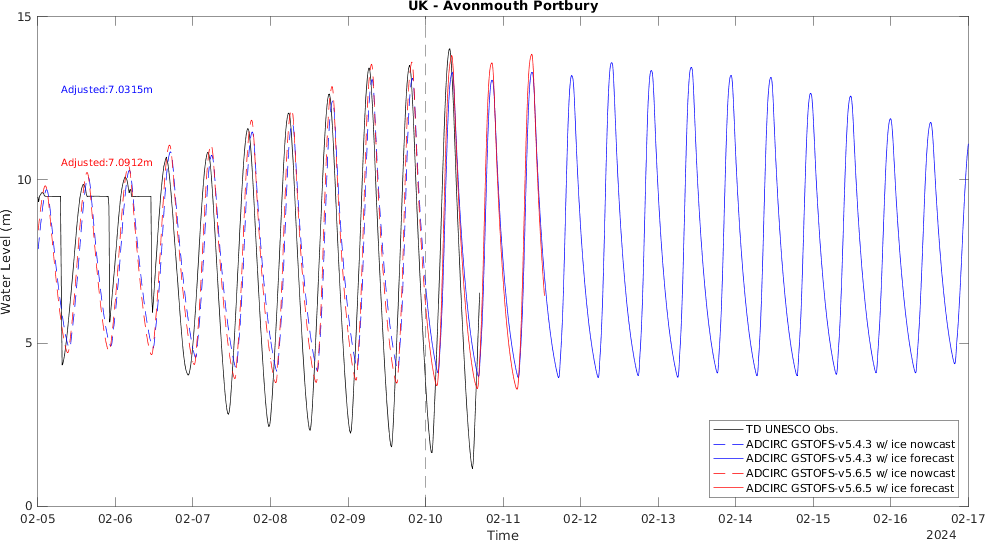 UK - Avonmouth Portbury
15
10
5
0
Water Level (m)
Adjusted:7.0315m
Adjusted:7.0912m
TD UNESCO Obs.
ADCIRC GSTOFS-v5.4.3 w/ ice nowcast
ADCIRC GSTOFS-v5.4.3 w/ ice forecast
ADCIRC GSTOFS-v5.6.5 w/ ice nowcast
ADCIRC GSTOFS-v5.6.5 w/ ice forecast
02-05 02-06 02-07 02-08 02-09 02-10 02-11 02-12 02-13 02-14 02-15 02-16 02-17
Time
2024